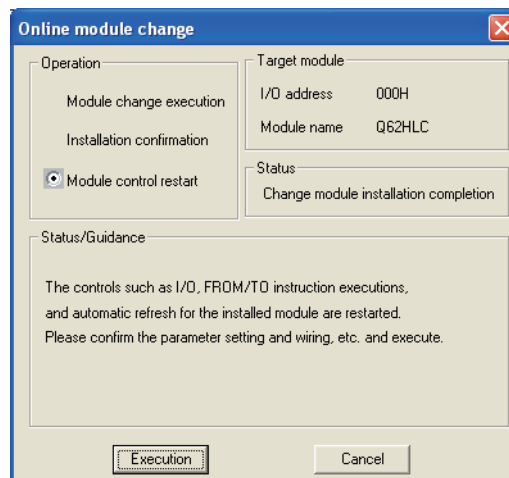 Online module change
Operation
Module change execution
Installation confirmation
Module control restart
Target module
I/O address 000H
Module name Q62HLC
Status
Change module installation completion
Status/Guidance
The controls such as I/O, FROM/TO instruction executions,
and automatic refresh for the installed module are restarted.
Please confirm the parameter setting and wiring, etc. and execute.
Execution Cancel